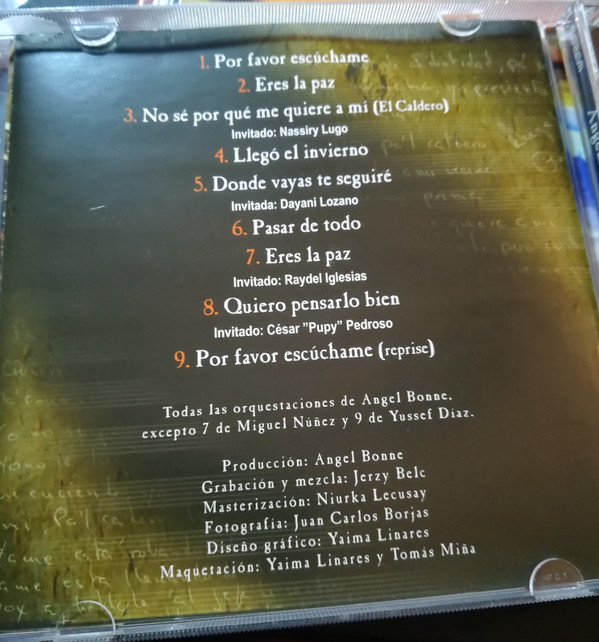 1. Por favor escúchame
2. Eres la paz
3. No sé por qué me quiere a mí (El Caldero)
Invitado: Nassiry Lugo
4. Llegó el invierno
5. Donde vayas te seguiré
Invitada: Dayani Lozano
6. Pasar de todo
7. Eres la paz
Invitado: Raydel Iglesias
8. Quiero pensarlo bien
Invitado: César "Pupy" Pedroso
9. Por favor escúchame (reprise)
Todas las orquestaciones de Angel Bonne.
excepto 7 de Miguel Núñez y 9 de Yussef Díaz.
Producción: Angel Bonne
Grabación y mezcla: Jerzy Belc
Masterización: Niurka Lecusay
Fotografía: Juan Carlos Borjas
Diseño gráfico: Yaima Linares
Maquetación: Yaima Linares y Tomás Miña